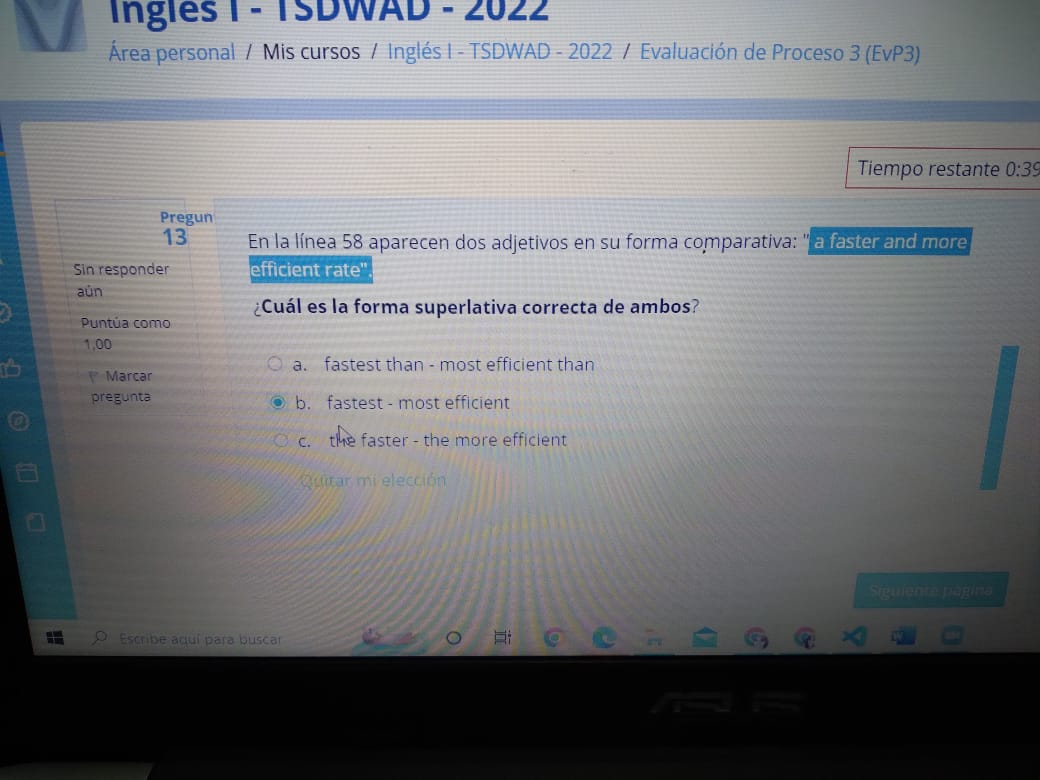 Inglés I - TSDWAD - 2022
Área personal / Mis cursos / Inglés I - TSDWAD - 2022 / Evaluación de Proceso 3 (EvP3)
Tiempo restante 0:39
Pregun
13
Sin responder
aún
Puntúa como
1,00
Marcar
pregunta
En la línea 58 aparecen dos adjetivos en su forma comparativa: " a faster and more
efficient rate".
¿Cuál es la forma superlativa correcta de ambos?
a. fastest than - most efficient than
b. fastest - most efficient
c. the faster - the more efficient
Quitar mi elección
Siguiente página
Escribe aquí para buscar